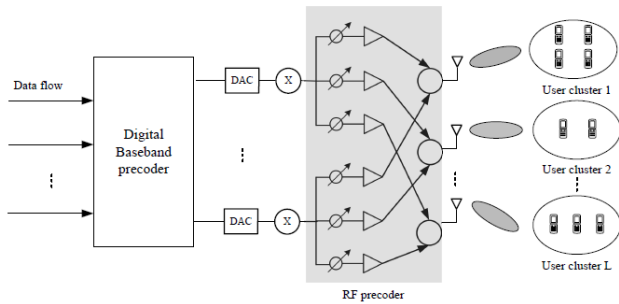 Data flow
Digital
Baseband
precoder
DAC
X
DAC
X
RF precoder
User cluster 1
User cluster 2
User cluster L